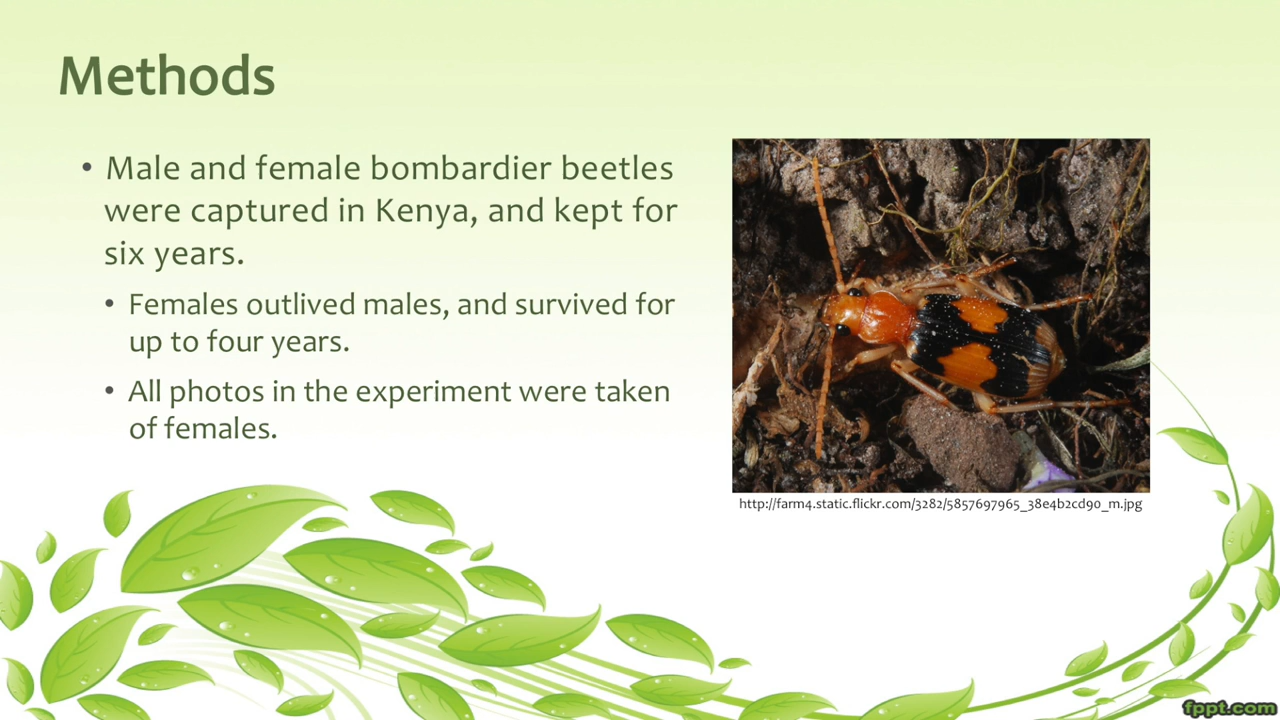 Methods
• Male and female bombardier beetles
were captured in Kenya, and kept for
six years.
• Females outlived males, and survived for
up to four years.
• All photos in the experiment were taken
of females.
http://farm4.static.flickr.com/3282/5857697965_38e4b2cd90_m.jpg
fppt.com